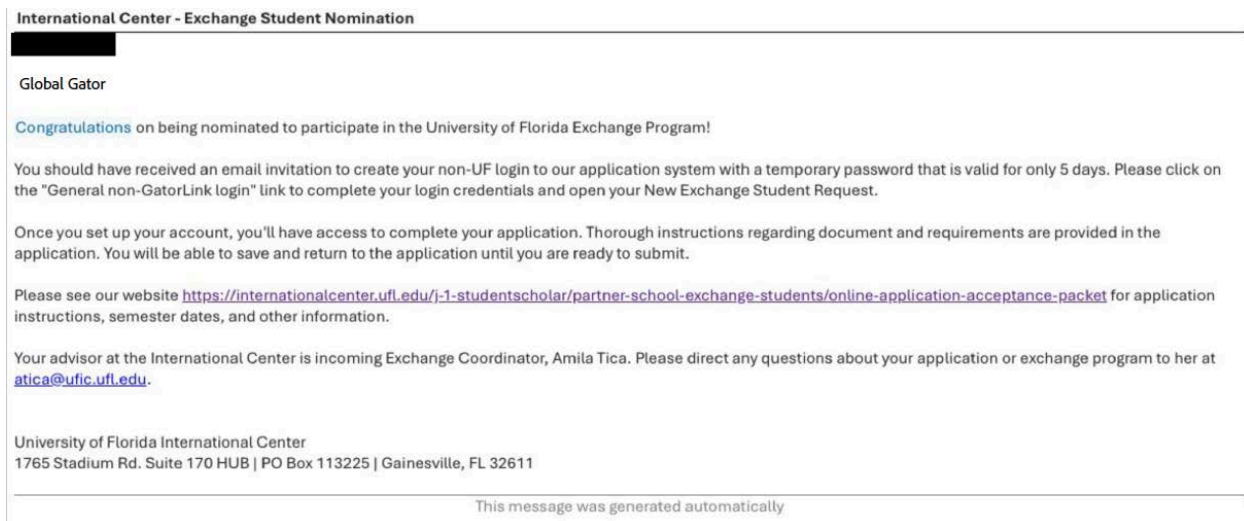 International Center - Exchange Student Nomination
Global Gator
Congratulations on being nominated to participate in the University of Florida Exchange Program!
You should have received an email invitation to create your non-UF login to our application system with a temporary password that is valid for only 5 days. Please click on
the "General non-GatorLink login" link to complete your login credentials and open your New Exchange Student Request.
Once you set up your account, you'll have access to complete your application. Thorough instructions regarding document and requirements are provided in the
application. You will be able to save and return to the application until you are ready to submit.
Please see our website https://internationalcenter.ufl.edu/j-1-studentscholar/partner-school-exchange-students/online-application-acceptance-packet for application
instructions, semester dates, and other information.
Your advisor at the International Center is incoming Exchange Coordinator, Amila Tica. Please direct any questions about your application or exchange program to her at
atica@ufic.ufl.edu.
University of Florida International Center
1765 Stadium Rd. Suite 170 HUB | PO Box 113225 | Gainesville, FL 32611
This message was generated automatically